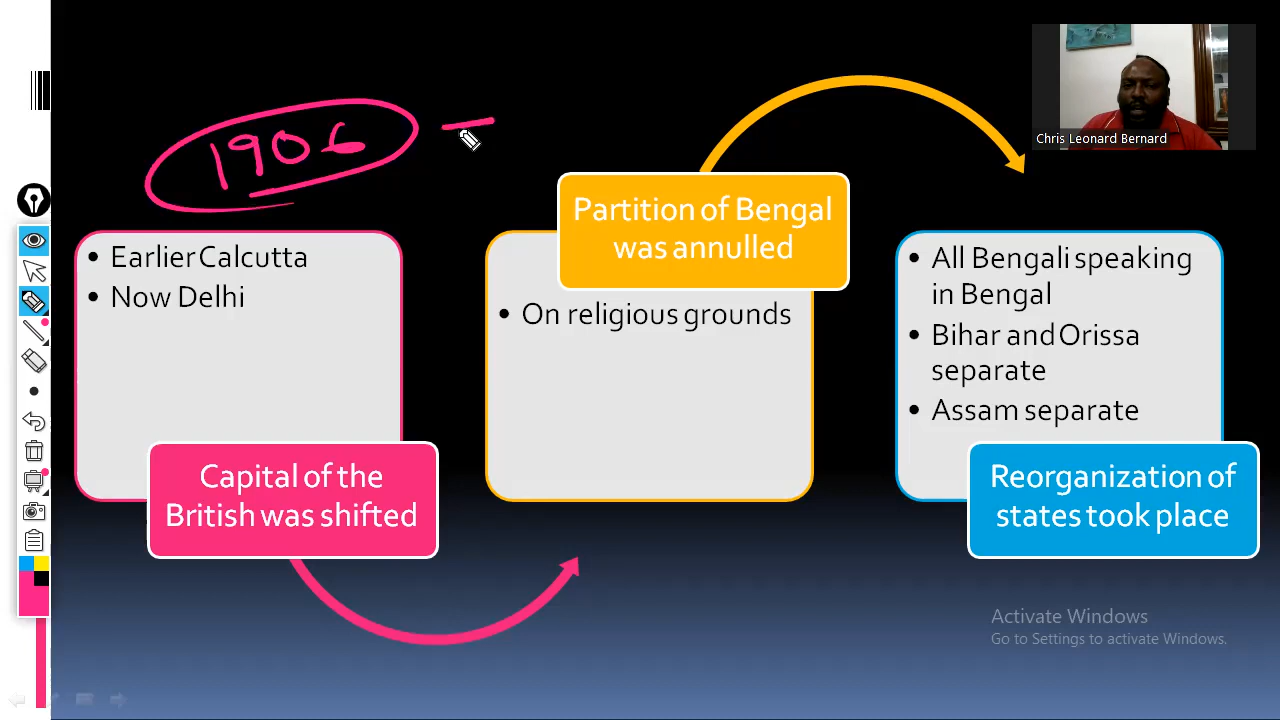 1906 –
Chris Leonard Bernard
Earlier Calcutta
Now Delhi
Capital of the
British was shifted
Partition of Bengal
was annulled
On religious grounds
All Bengali speaking
in Bengal
Bihar and Orissa
separate
Assam separate
Reorganization of
states took place
Activate Windows
Go to Settings to activate Windows.